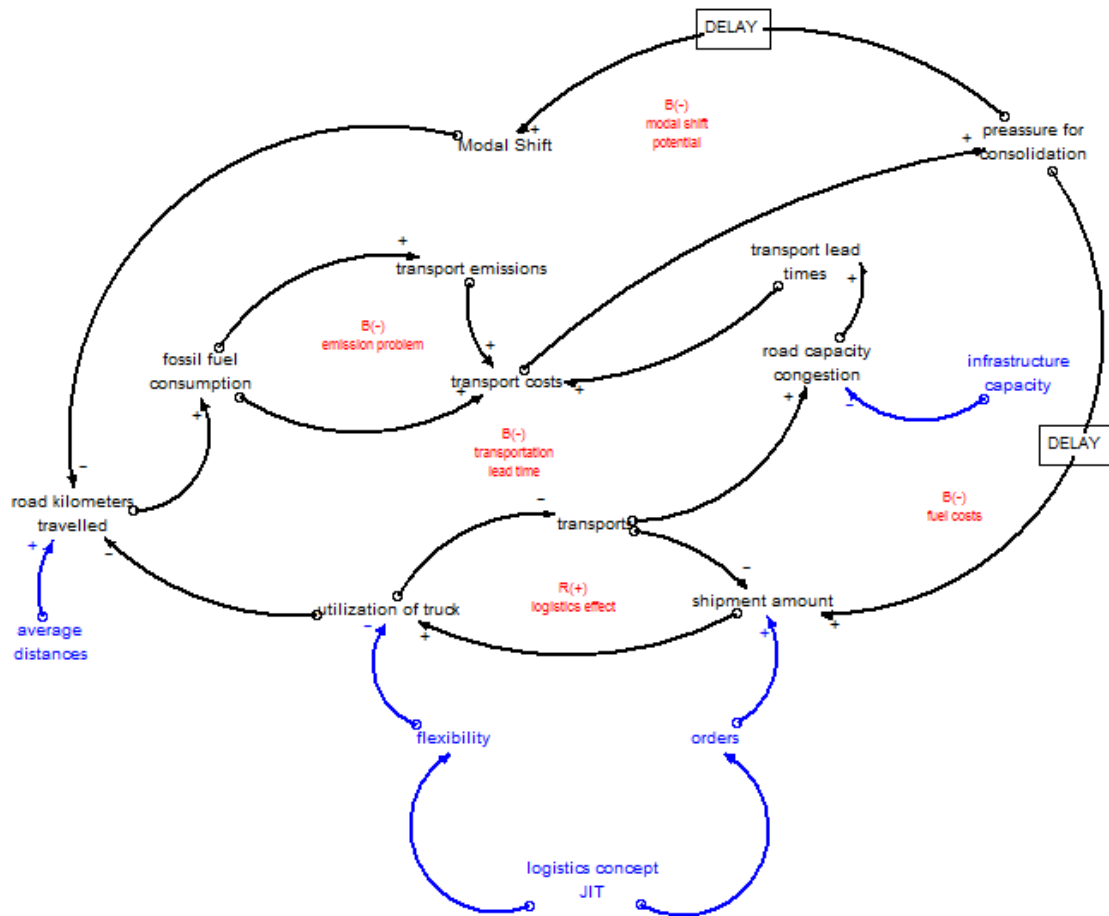 DELAY
B(-)
modal shift
potential
+
Modal Shift
+
preassure for
consolidation
+
transport emissions
transport lead
times
+
B(-)
emission problem
+
fossil fuel
consumption
+
transport costs
+
+
road capacity
congestion
infrastructure
capacity
+
+
-
B(-)
transportation
lead time
DELAY
-
road kilometers
travelled
+
-
-
transports
B(-)
fuel costs
-
R(+)
logistics effect
utilization of truck
-
+
shipment amount
+
+
average
distances
flexibility
orders
logistics concept
JIT